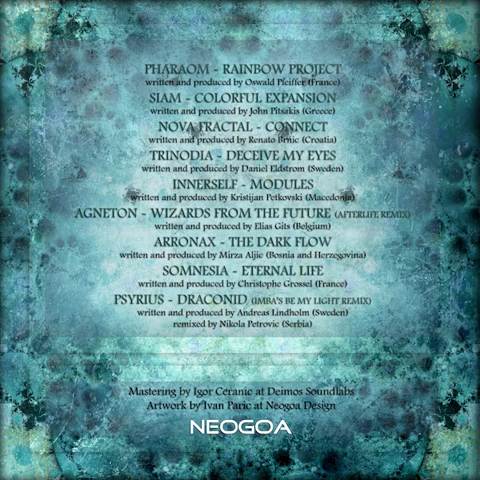 PHARAOM - RAINBOW PROJECT
written and produced by Oswald Pfeiffer (France)
SIAM - COLORFUL EXPANSION
written and produced by John Pitsakis (Greece)
NOVA FRACTAL - CONNECT
written and produced by Renato Brnic (Croatia)
TRINODIA - DECEIVE MY EYES
written and produced by Daniel Eldstrom (Sweden)
INNERSELF - MODULES
written and produced by Kristijan Petkovski (Macedonia)
AGNETON - WIZARDS FROM THE FUTURE (AFTERLIFE REMIX)
written and produced by Elias Gits (Belgium)
ARRONAX - THE DARK FLOW
written and produced by Mirza Aljic (Bosnia and Herzegovina)
SOMNESIA - ETERNAL LIFE
written and produced by Christophe Grossel (France)
PSYRIUS - DRACONID (IMBA'S BE MY LIGHT REMIX)
written and produced by Andreas Lindholm (Sweden)
remixed by Nikola Petrovic (Serbia)
Mastering by Igor Ceranic at Deimos Soundlabs
Artwork by Ivan Paric at Neogoa Design
NEOGOA